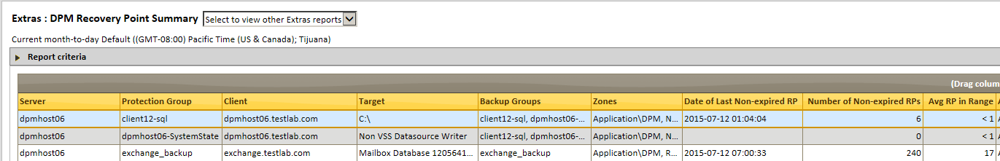 Extras : DPM Recovery Point Summary Select to view other Extras reports
Current month-to-day Default ((GMT-08:00) Pacific Time (US & Canada); Tijuana)
Report criteria
(Drag colum
Server Protection Group Client Target Backup Groups Zones Date of Last Non-expired RP Number of Non-expired RPs Avg RP in Range A
dpmhost06 client12-sql dpmhost06.testlab.com C:\ client12-sql, dpmhost06-... Application\DPM, N... 2015-07-12 01:04:04 6 < 1 A
dpmhost06 dpmhost06-SystemState dpmhost06.testlab.com Non VSS Datasource Writer client12-sql, dpmhost06-... Application\DPM, N... 0 < 1 A
dpmhost06 exchange_backup exchange.testlab.com Mailbox Database 1205641... exchange_backup Application\DPM, R... 2015-07-12 07:00:33 240 17 A